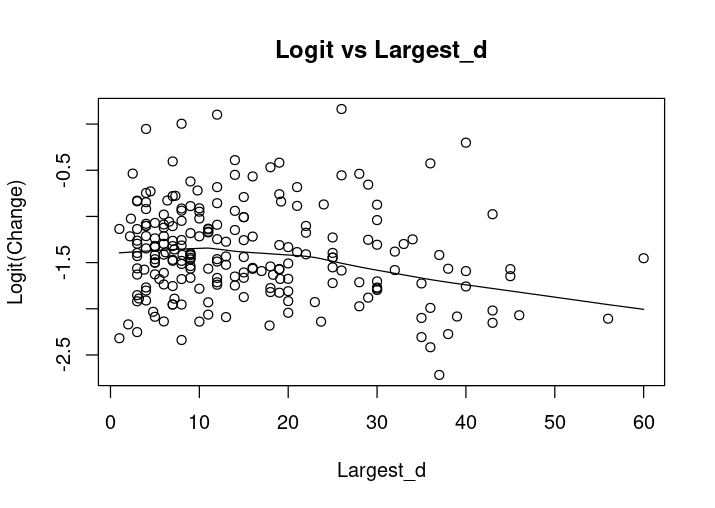 Logit vs Largest_d
Logit(Change)
-0.5
-1.5
-2.5
0 10 20 30 40 50 60
Largest_d